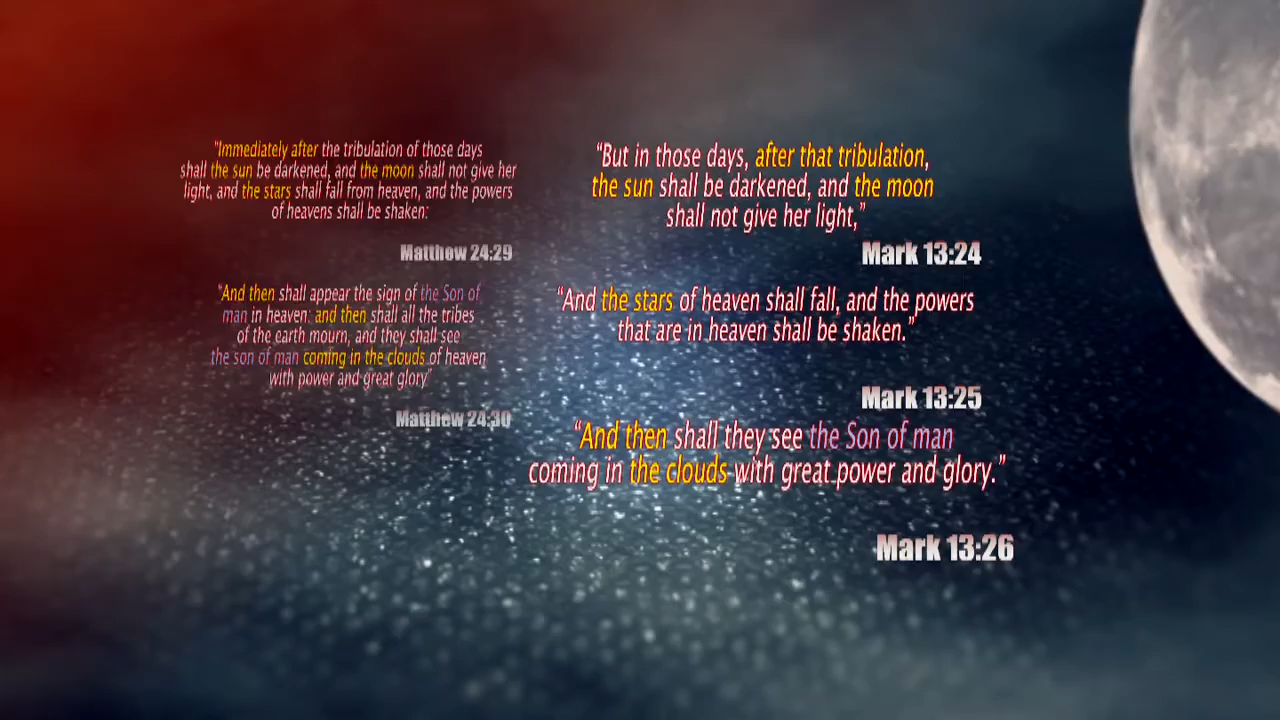 "Immediately after the tribulation of those days
shall the sun be darkened, and the moon shall not give her
light, and the stars shall fall from heaven, and the powers
of heavens shall be shaken:
Matthew 24:29
"And then shall appear the sign of the Son of
man in heaven: and then shall all the tribes
of the earth mourn, and they shall see
the son of man coming in the clouds of heaven
with power and great glory"
Matthew 24:30
"But in those days, after that tribulation,
the sun shall be darkened, and the moon
shall not give her light,"
Mark 13:24
"And the stars of heaven shall fall, and the powers
that are in heaven shall be shaken."
Mark 13:25
"And then shall they see the Son of man
coming in the clouds with great power and glory."
Mark 13:26